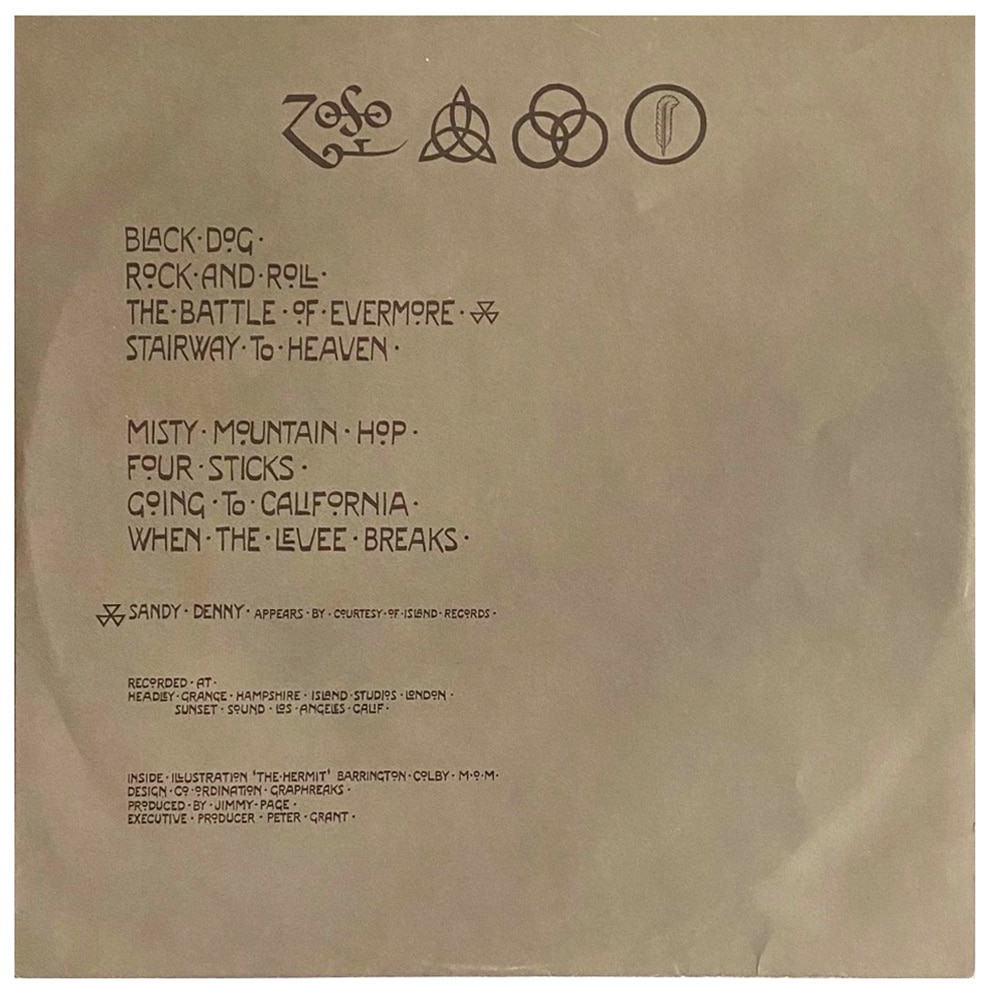 ZOSO
BLACK·DOG·
ROCK·AND·ROLL·
THE·BATTLE·OF·EVERMORE·
STAIRWAY·TO·HEAVEN·
MISTY·MOUNTAIN·HOP·
FOUR·STICKS·
GOING·TO·CALIFORNIA·
WHEN·THE·LEVEE·BREAKS·
SANDY·DENNY·APPEARS·BY·COURTESY·OF·ISLAND·RECORDS·
RECORDED·AT·
HEADLEY·GRANGE·HAMPSHIRE·ISLAND·STUDIOS·LONDON·
SUNSET·SOUND·LOS·ANGELES·CALIF·
INSIDE·ILLUSTRATION 'THE·HERMIT' BARRINGTON·COLBY·M·O·M·
DESIGN·CO·ORDINATION·GRAPHREAKS·
PRODUCED·BY·JIMMY·PAGE·
EXECUTIVE·PRODUCER·PETER·GRANT·